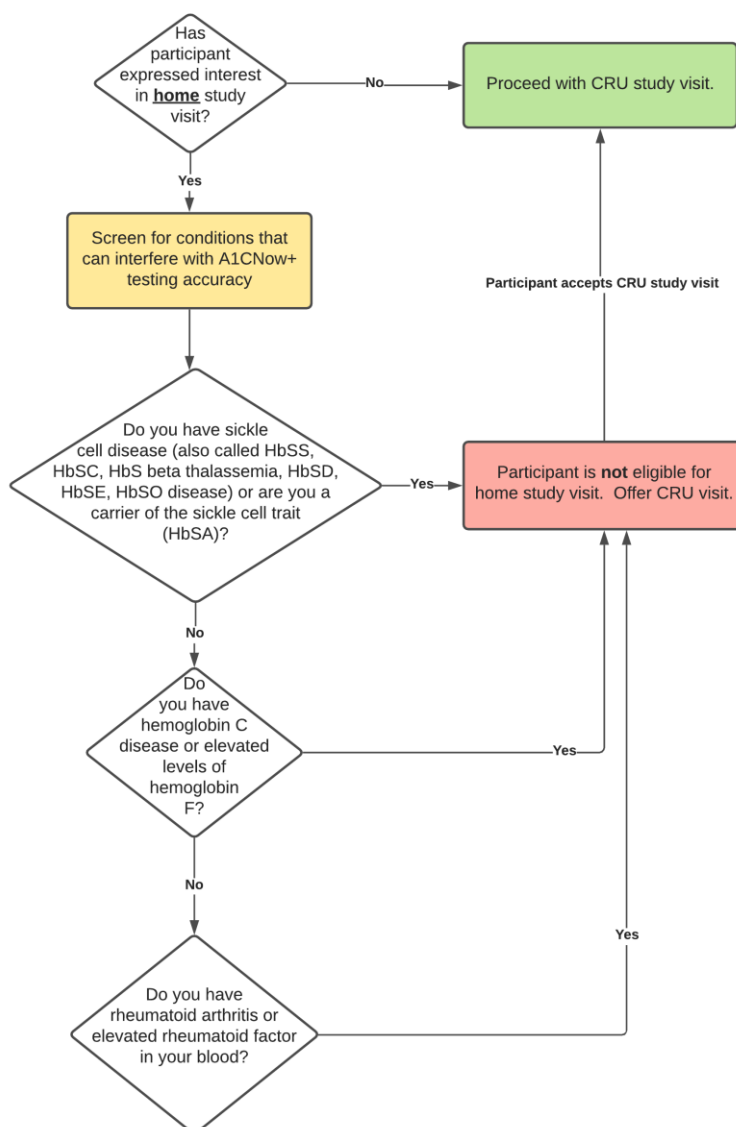 Has
participant
expressed interest
in home study
visit?
No
Proceed with CRU study visit.
Yes
Screen for conditions that
can interfere with A1CNow+
testing accuracy
Participant accepts CRU study visit
Do you have sickle
cell disease (also called HbSS,
HbSC, HbS beta thalassemia, HbSD,
HbSE, HbSO disease) or are you a
carrier of the sickle cell trait
(HbSA)?
Yes
Participant is not eligible for
home study visit. Offer CRU visit.
No
Do
you have
hemoglobin C
disease or elevated
levels of
hemoglobin
F?
Yes
No
Do you have
rheumatoid arthritis or
elevated rheumatoid factor
in your blood?
Yes